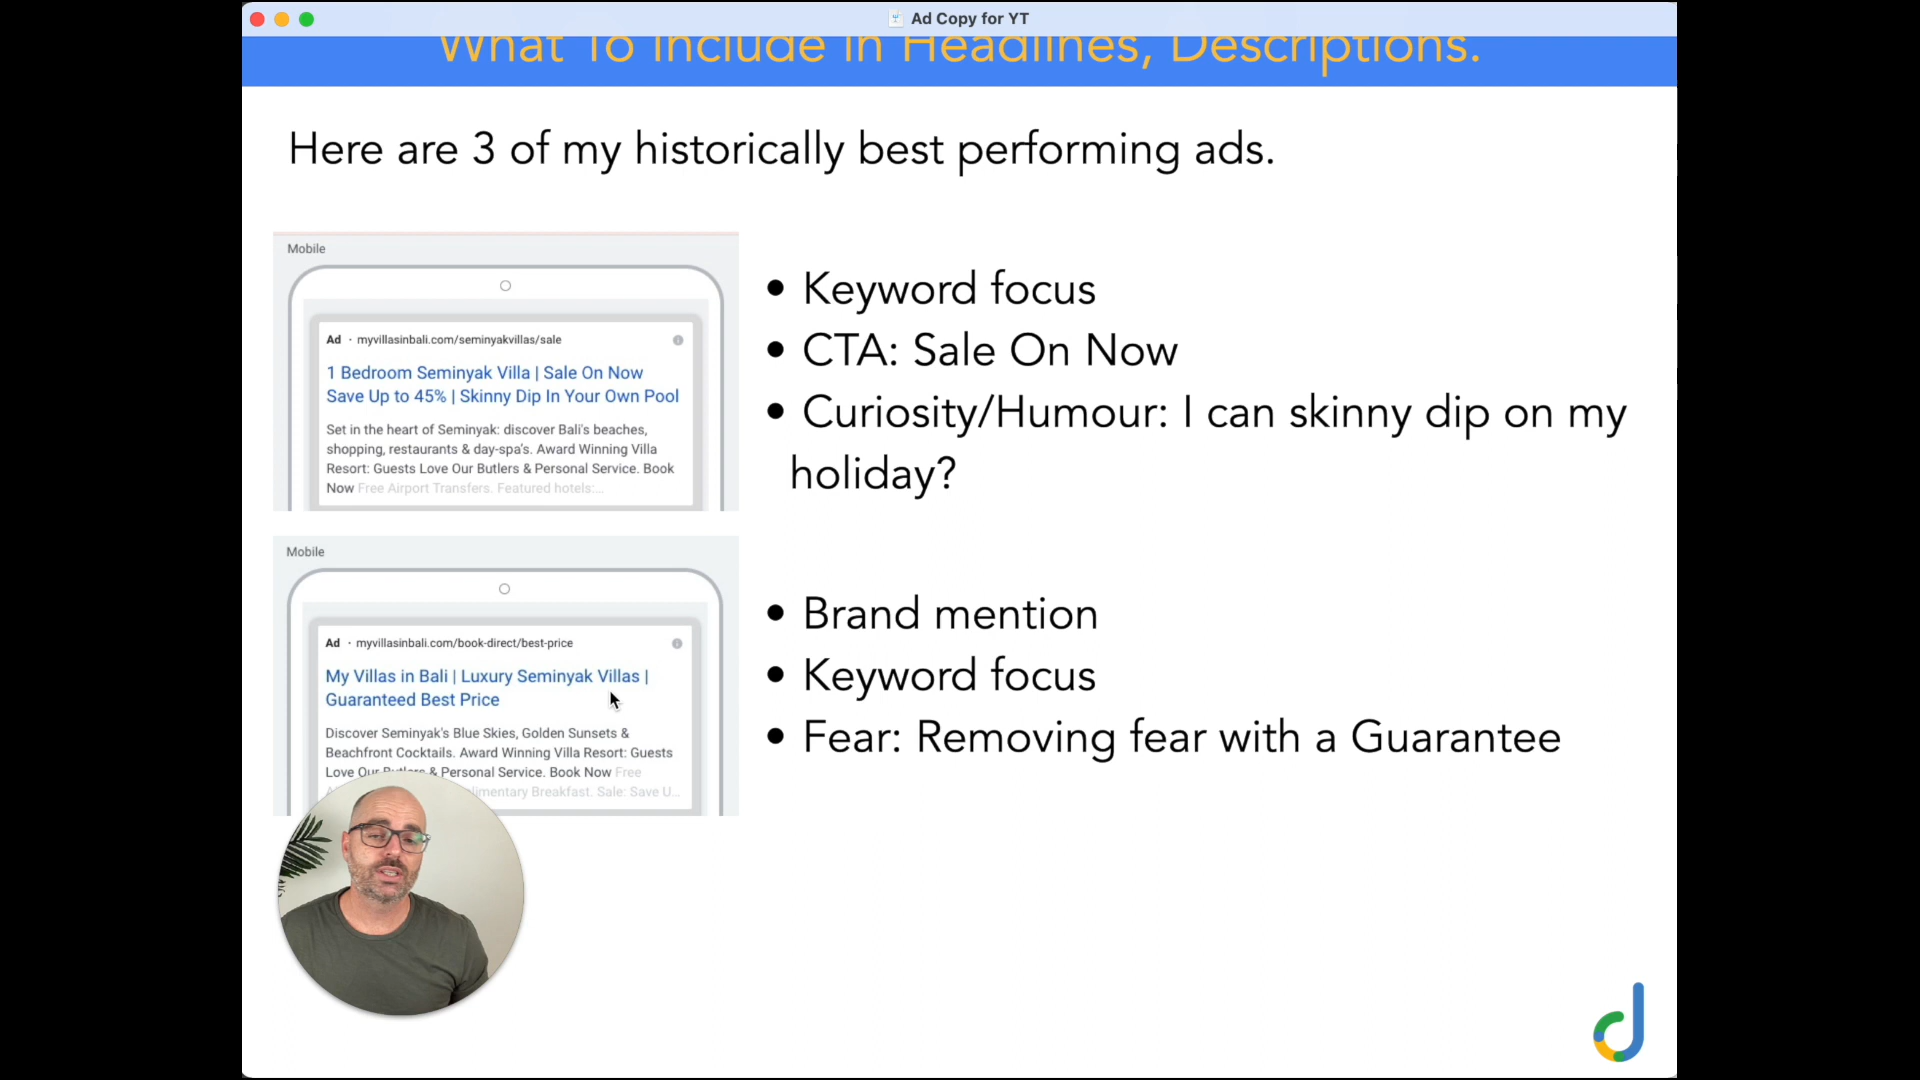 Ad Copy for YT
What To Include in Headlines, Descriptions.
Here are 3 of my historically best performing ads.
Mobile
Ad · myvillasinbali.com/seminyakvillas/sale
1 Bedroom Seminyak Villa | Sale On Now
Save Up to 45% | Skinny Dip In Your Own Pool
Set in the heart of Seminyak: discover Bali's beaches,
shopping, restaurants & day-spa's. Award Winning Villa
Resort: Guests Love Our Butlers & Personal Service. Book
Now Free Airport Transfers. Featured hotels:...
• Keyword focus
• CTA: Sale On Now
• Curiosity/Humour: I can skinny dip on my
holiday?
Mobile
Ad · myvillasinbali.com/book-direct/best-price
My Villas in Bali | Luxury Seminyak Villas |
Guaranteed Best Price
Discover Seminyak's Blue Skies, Golden Sunsets &
Beachfront Cocktails. Award Winning Villa Resort: Guests
Love Our Butlers & Personal Service. Book Now Free
Breakfast. Sale: Save U...
• Brand mention
• Keyword focus
• Fear: Removing fear with a Guarantee